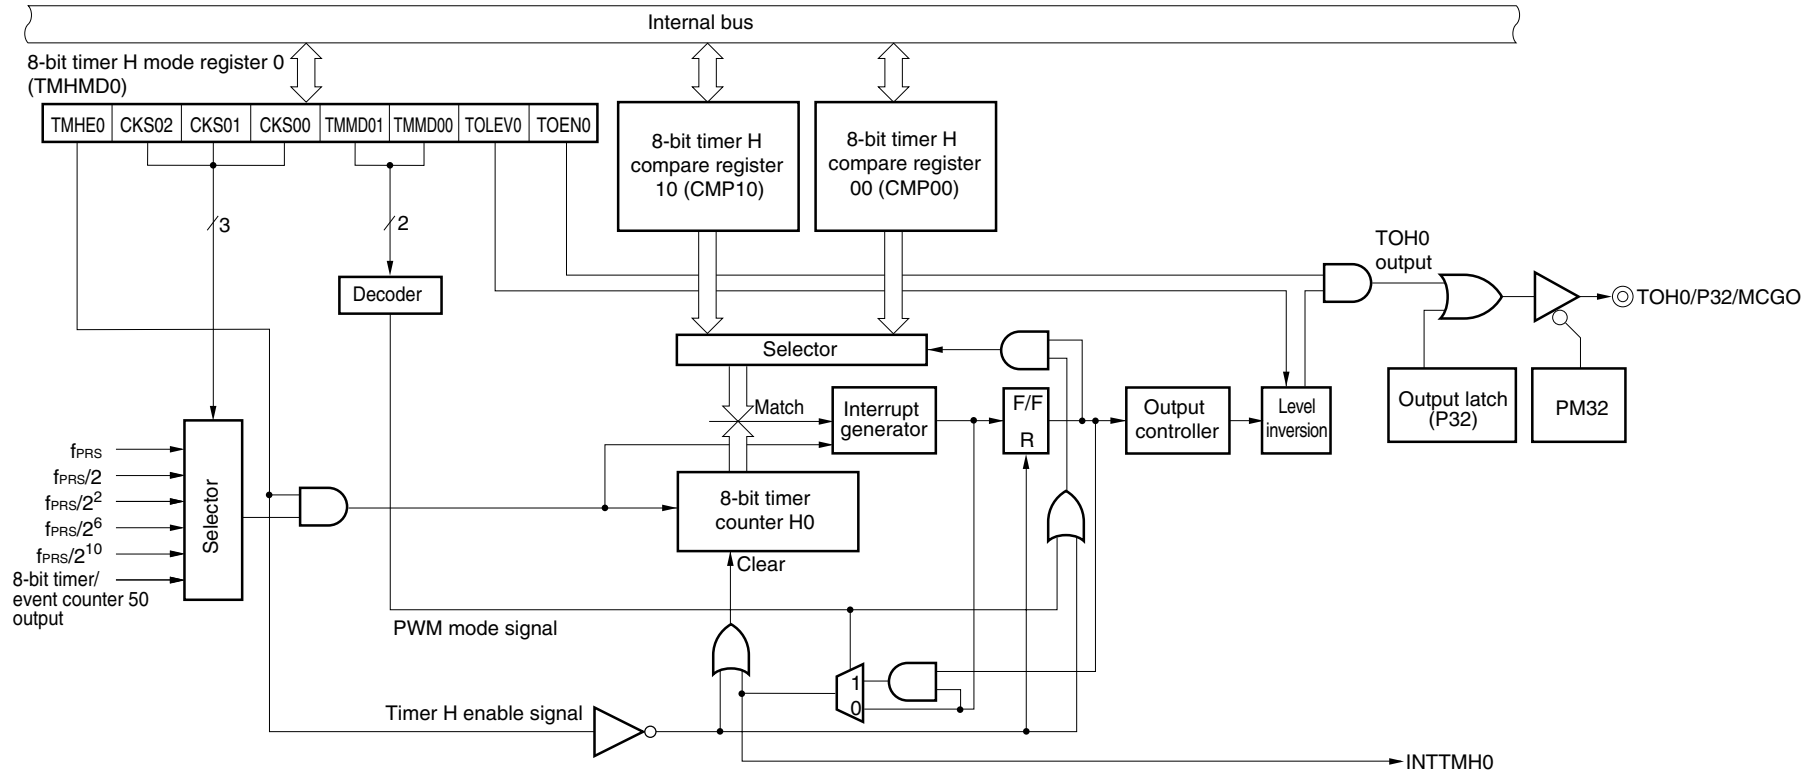 Internal bus
8-bit timer H mode register 0
(TMHMD0)
TMHE0 CKS02 CKS01 CKS00 TMMD01 TMMD00 TOLEV0 TOEN0
8-bit timer H
compare register
10 (CMP10)
8-bit timer H
compare register
00 (CMP00)
3
2
Decoder
TOH0
output
TOH0/P32/MCGO
Selector
Match
Interrupt
generator
F/F
R
Output
controller
Level
inversion
Output latch
(P32)
PM32
fPRS
fPRS/2
fPRS/2²
fPRS/2⁶
fPRS/2¹⁰
8-bit timer/
event counter 50
output
Selector
8-bit timer
counter H0
Clear
PWM mode signal
1
0
Timer H enable signal
INTTMH0